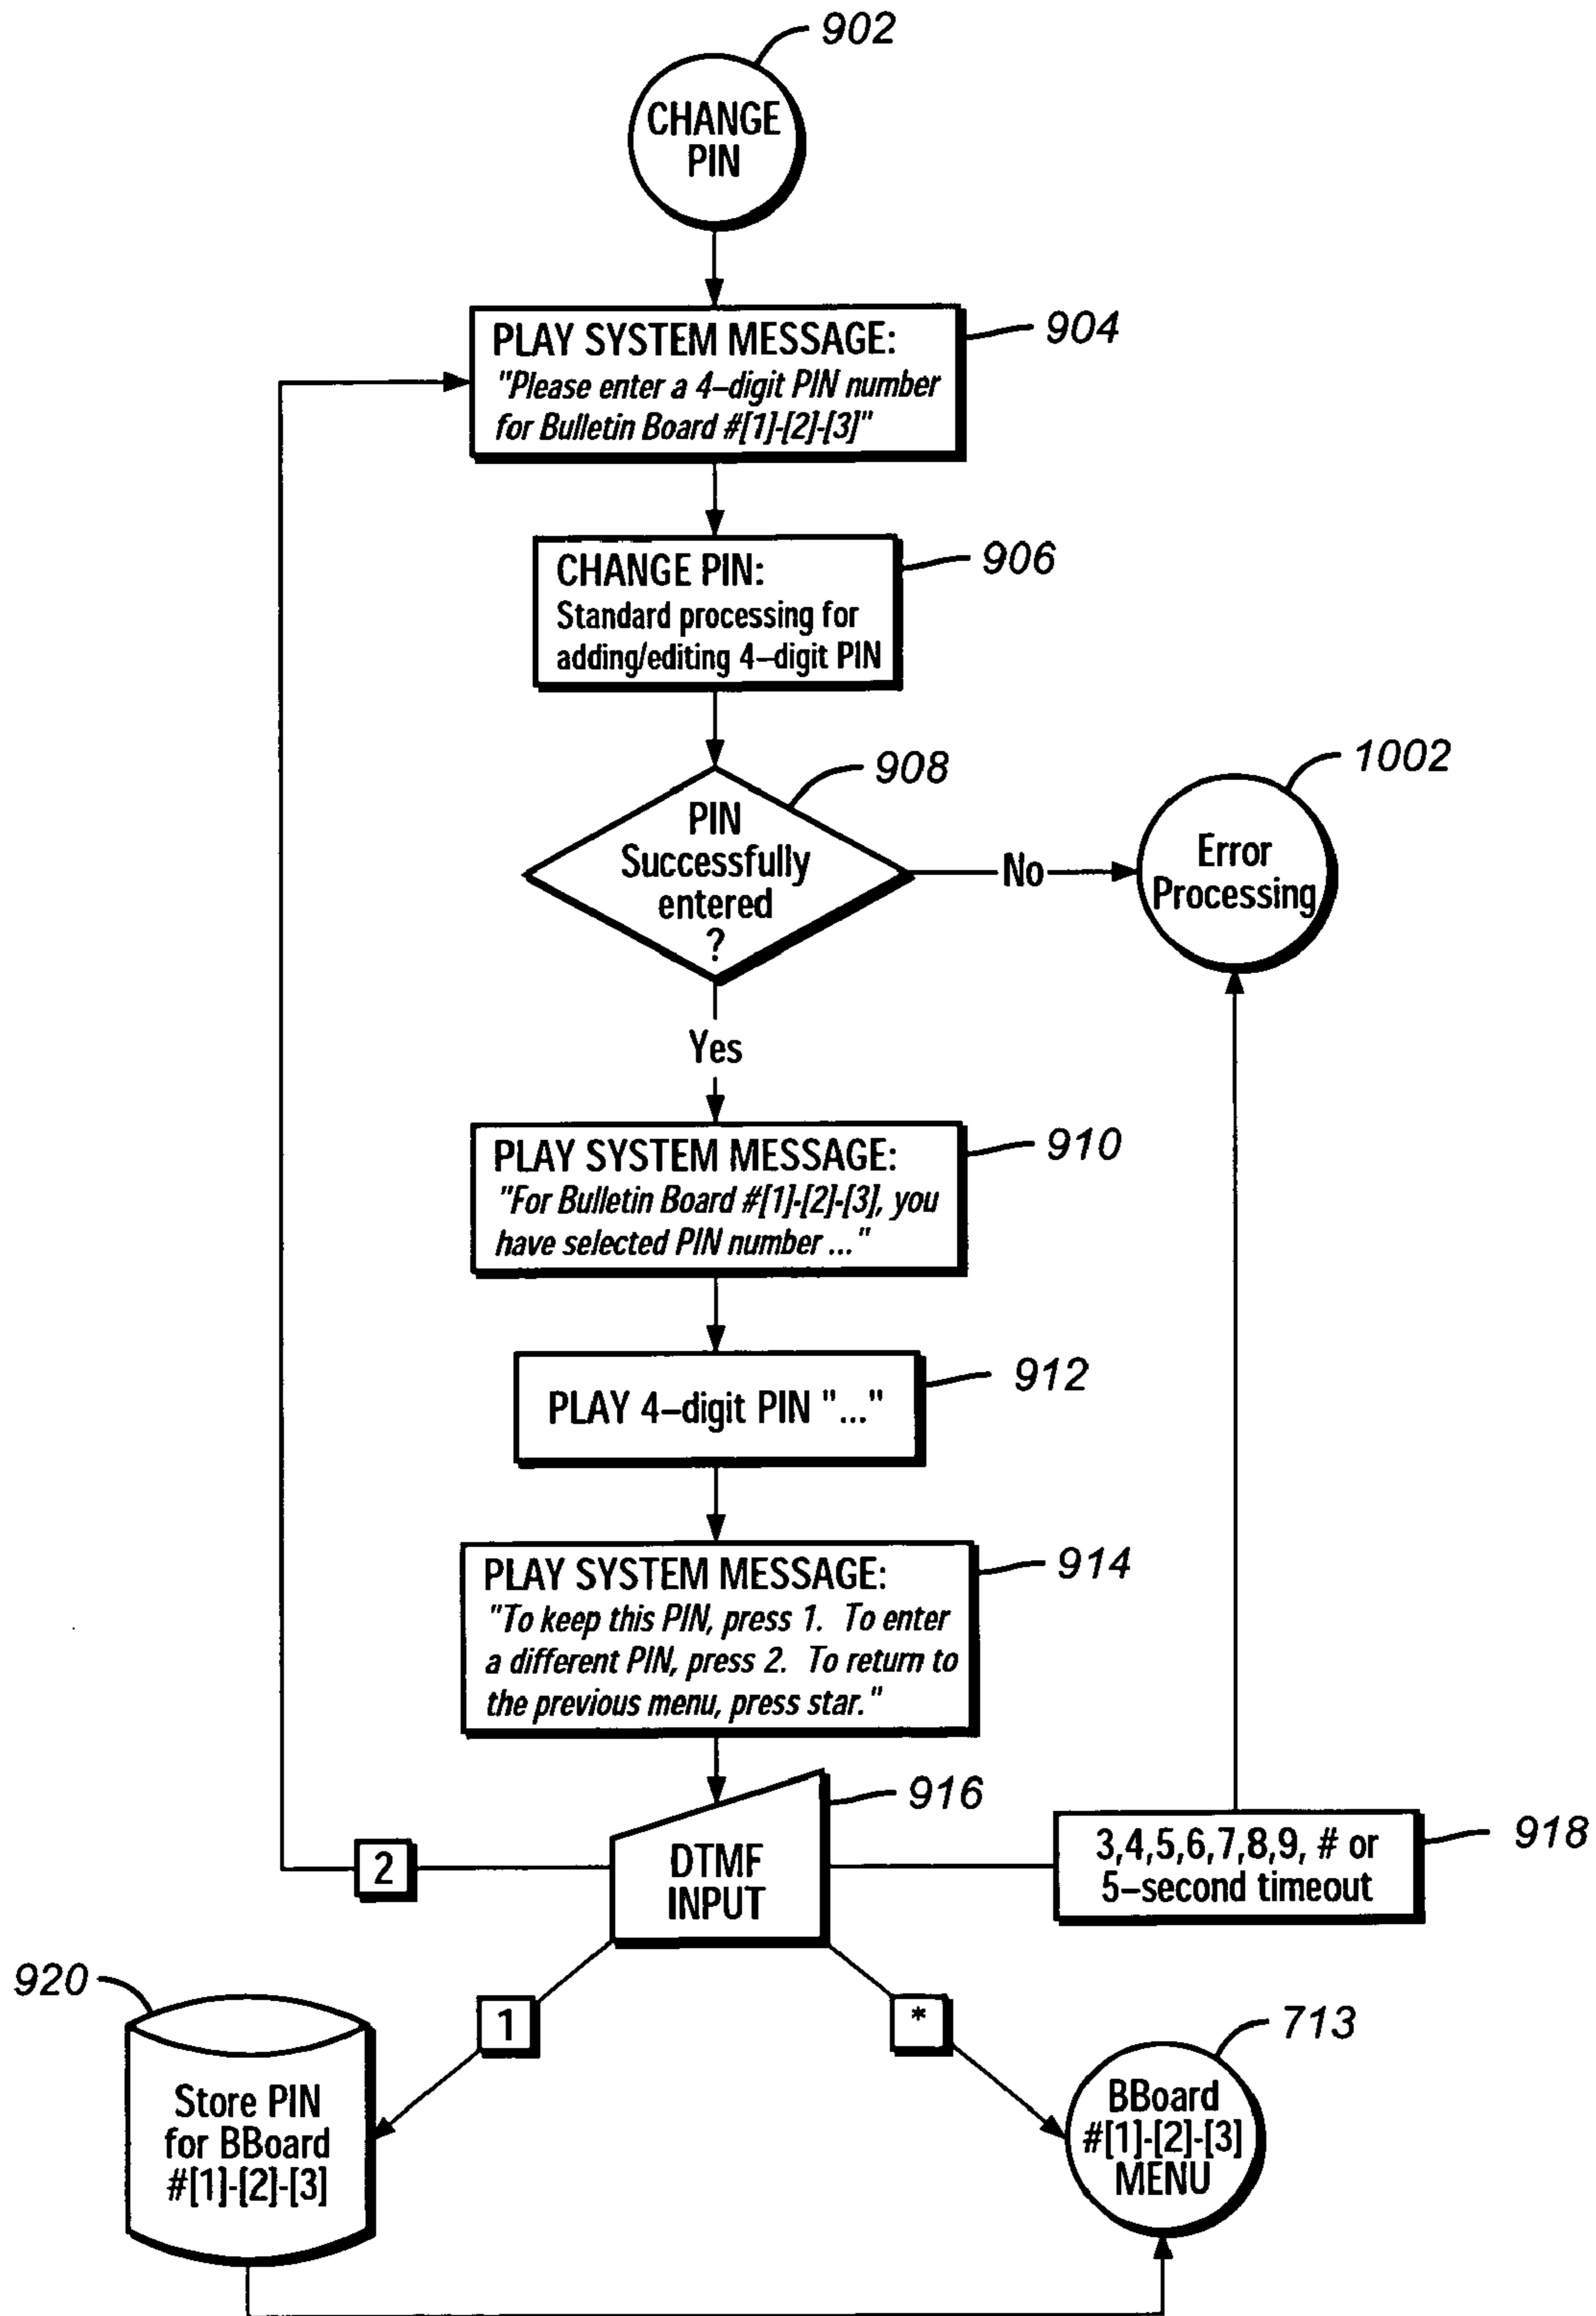 902
CHANGE
PIN
PLAY SYSTEM MESSAGE:
"Please enter a 4–digit PIN number
for Bulletin Board #[1]-[2]-[3]"
904
CHANGE PIN:
Standard processing for
adding/editing 4–digit PIN
906
908
PIN
Successfully
entered
?
No
1002
Error
Processing
Yes
PLAY SYSTEM MESSAGE:
"For Bulletin Board #[1]-[2]-[3], you
have selected PIN number ..."
910
PLAY 4–digit PIN "..."
912
PLAY SYSTEM MESSAGE:
"To keep this PIN, press 1. To enter
a different PIN, press 2. To return to
the previous menu, press star."
914
916
DTMF
INPUT
2
3,4,5,6,7,8,9, # or
5–second timeout
918
1
*
920
Store PIN
for BBoard
#[1]-[2]-[3]
713
BBoard
#[1]-[2]-[3]
MENU